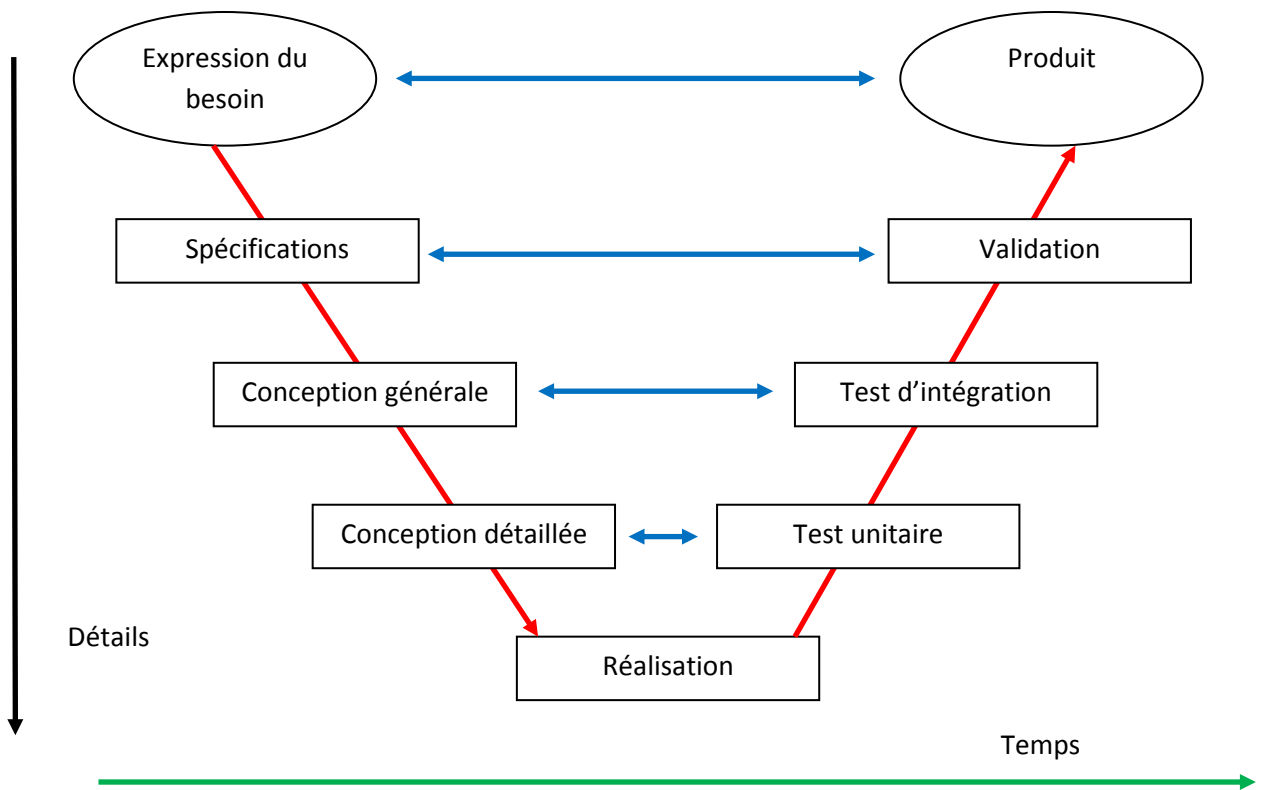 Expression du
besoin
Produit
Spécifications
Validation
Conception générale
Test d’intégration
Conception détaillée
Test unitaire
Détails
Réalisation
Temps